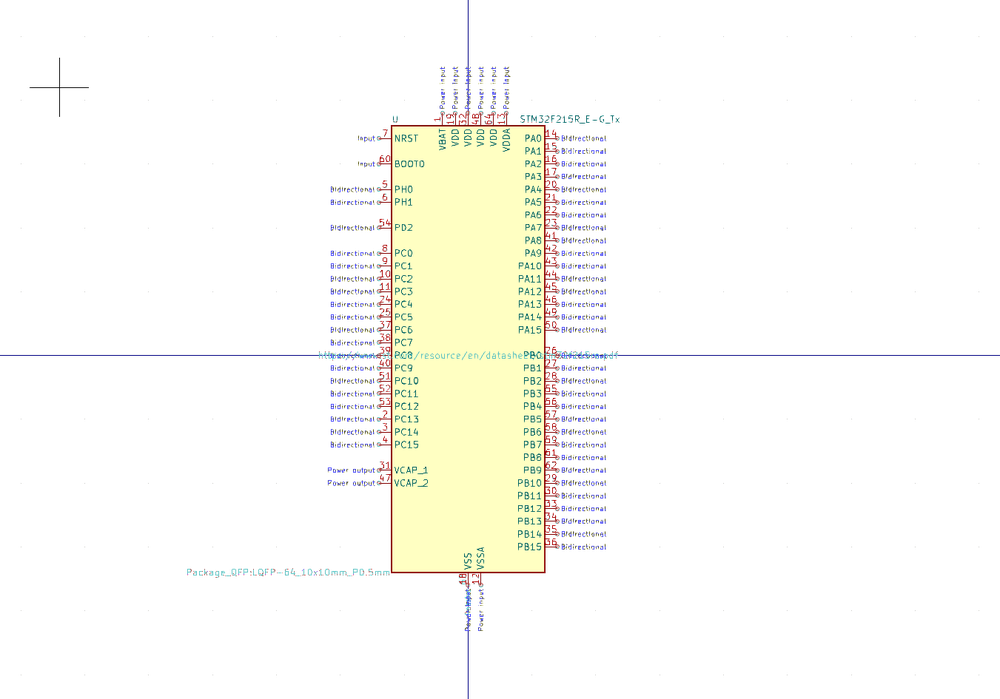 Power input Power input Power input Power input Power input Power input
1 19 32 48 64 13
U STM32F215R_E-G_Tx
VBAT VDD VDD VDD VDD VDDA
Input 7 NRST PA0 14 Bidirectional
PA1 15 Bidirectional
Input 60 BOOT0 PA2 16 Bidirectional
PA3 17 Bidirectional
Bidirectional 5 PH0 PA4 20 Bidirectional
Bidirectional 6 PH1 PA5 21 Bidirectional
PA6 22 Bidirectional
Bidirectional 54 PD2 PA7 23 Bidirectional
PA8 41 Bidirectional
Bidirectional 8 PC0 PA9 42 Bidirectional
Bidirectional 9 PC1 PA10 43 Bidirectional
Bidirectional 10 PC2 PA11 44 Bidirectional
Bidirectional 11 PC3 PA12 45 Bidirectional
Bidirectional 24 PC4 PA13 46 Bidirectional
Bidirectional 25 PC5 PA14 49 Bidirectional
Bidirectional 37 PC6 PA15 50 Bidirectional
Bidirectional 38 PC7
39 PC8 /resource/en/datasheet PB0 26
Bidirectional 40 PC9 PB1 27 Bidirectional
Bidirectional 51 PC10 PB2 28 Bidirectional
Bidirectional 52 PC11 PB3 55 Bidirectional
Bidirectional 53 PC12 PB4 56 Bidirectional
Bidirectional 2 PC13 PB5 57 Bidirectional
Bidirectional 3 PC14 PB6 58 Bidirectional
Bidirectional 4 PC15 PB7 59 Bidirectional
PB8 61 Bidirectional
Power output 31 VCAP_1 PB9 62 Bidirectional
Power output 47 VCAP_2 PB10 29 Bidirectional
PB11 30 Bidirectional
PB12 33 Bidirectional
PB13 34 Bidirectional
PB14 35 Bidirectional
PB15 36 Bidirectional
VSS VSSA
Package_QFP:LQFP-64_10x10mm_P0.5mm
12
Power input Power input